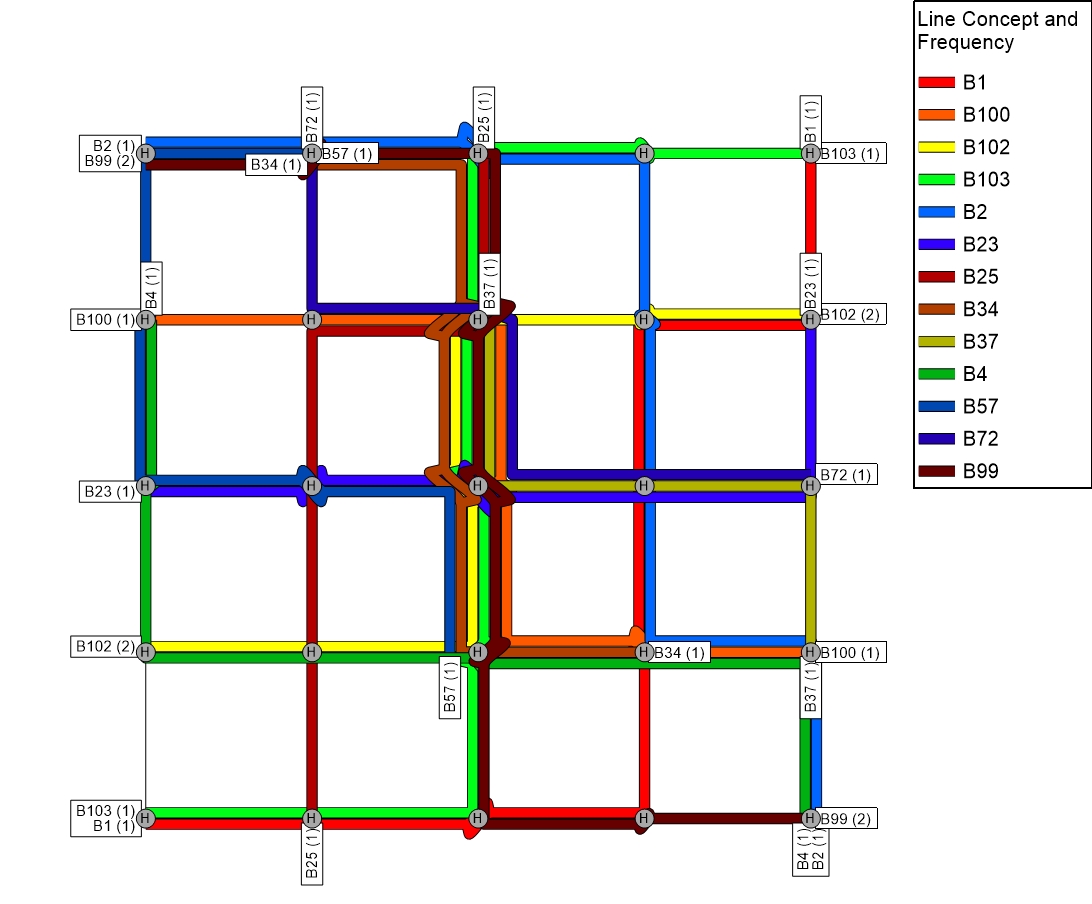 Line Concept and
Frequency
B1
B100
B102
B103
B2
B23
B25
B34
B37
B4
B57
B72
B99
B72 (1)
B25 (1)
B1 (1)
B2 (1)
B99 (2)
H
B34 (1)
H
B57 (1)
H
H
H
B103 (1)
B4 (1)
B37 (1)
B23 (1)
B100 (1)
H
H
H
H
H
B102 (2)
B23 (1)
H
H
H
H
H
B72 (1)
B102 (2)
H
H
H
H
B34 (1)
H
B100 (1)
B57 (1)
B37 (1)
B103 (1)
B1 (1)
H
H
H
H
H
B99 (2)
B25 (1)
B4 (1)
B2 (1)